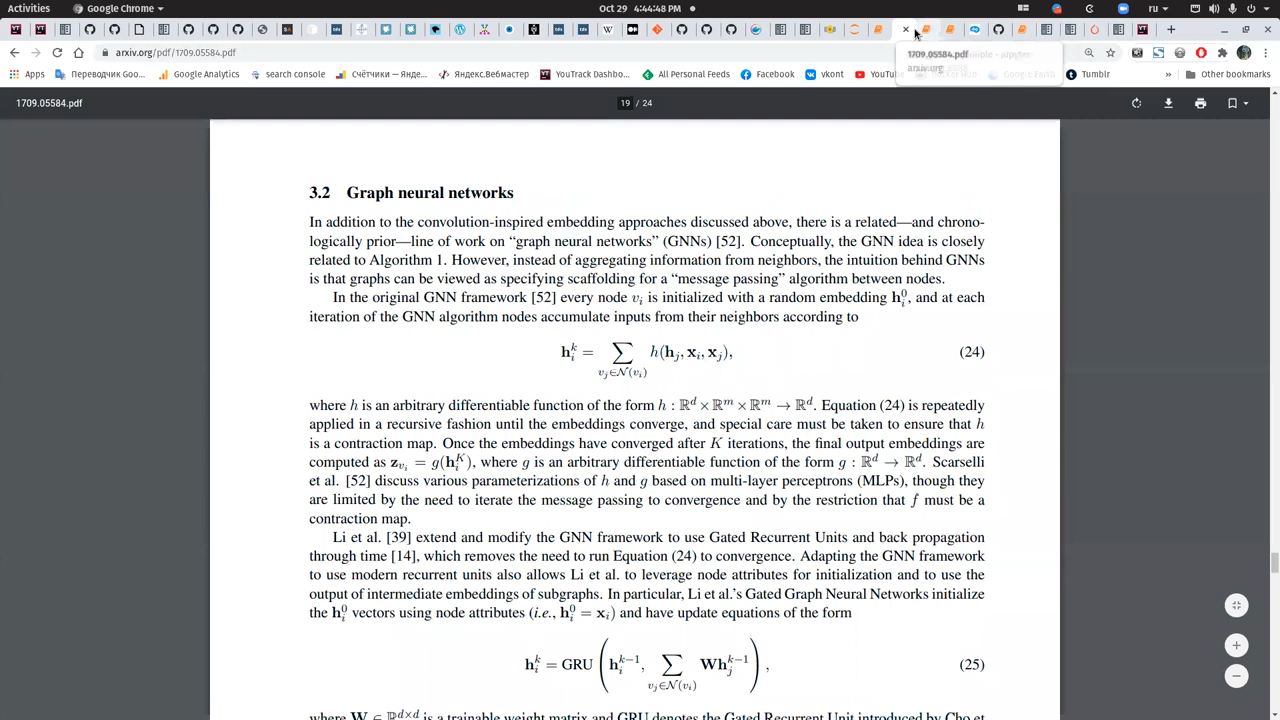 Activities
Google Chrome
Oct 29 4:44:48 PM
ru
arxiv.org/pdf/1709.05584.pdf
1709.05584.pdf
arxiv.org
Apps
Переводчик Goo...
Google Analytics
search console
Счётчики — Янде...
Яндекс.Вебмастер
YouTrack Dashbo...
All Personal Feeds
Facebook
vkont
YouTu
Tumblr
»
Other bookmarks
1709.05584.pdf
19 / 24
3.2 Graph neural networks
In addition to the convolution-inspired embedding approaches discussed above, there is a related—and chrono-
logically prior—line of work on “graph neural networks” (GNNs) [52]. Conceptually, the GNN idea is closely
related to Algorithm 1. However, instead of aggregating information from neighbors, the intuition behind GNNs
is that graphs can be viewed as specifying scaffolding for a “message passing” algorithm between nodes.
In the original GNN framework [52] every node v_i is initialized with a random embedding h_i^0, and at each
iteration of the GNN algorithm nodes accumulate inputs from their neighbors according to
h_i^k = ∑_{v_j∈N(v_i)} h(h_j, x_i, x_j), (24)
where h is an arbitrary differentiable function of the form h : ℝ^d × ℝ^m × ℝ^m → ℝ^d. Equation (24) is repeatedly
applied in a recursive fashion until the embeddings converge, and special care must be taken to ensure that h
is a contraction map. Once the embeddings have converged after K iterations, the final output embeddings are
computed as z_{v_i} = g(h_i^K), where g is an arbitrary differentiable function of the form g : ℝ^d → ℝ^d. Scarselli
et al. [52] discuss various parameterizations of h and g based on multi-layer perceptrons (MLPs), though they
are limited by the need to iterate the message passing to convergence and by the restriction that f must be a
contraction map.
Li et al. [39] extend and modify the GNN framework to use Gated Recurrent Units and back propagation
through time [14], which removes the need to run Equation (24) to convergence. Adapting the GNN framework
to use modern recurrent units also allows Li et al. to leverage node attributes for initialization and to use the
output of intermediate embeddings of subgraphs. In particular, Li et al.’s Gated Graph Neural Networks initialize
the h_i^0 vectors using node attributes (i.e., h_i^0 = x_i) and have update equations of the form
h_i^k = GRU ( h_i^{k−1}, ∑_{v_j∈N(v_i)} Wh_j^{k−1} ), (25)
where W ∈ ℝ^{d×d} is a trainable weight matrix and GRU denotes the Gated Recurrent Unit introduced by Cho et